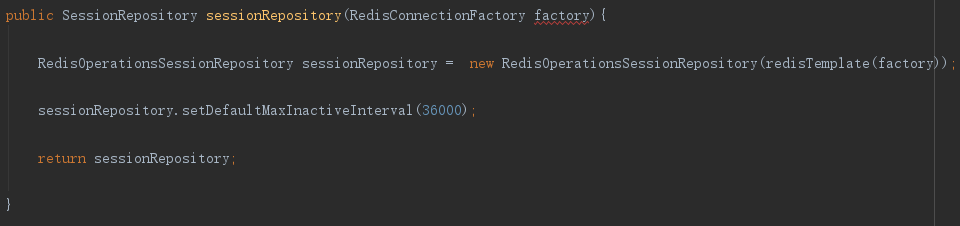 public SessionRepository sessionRepository(RedisConnectionFactory factory){
RedisOperationsSessionRepository sessionRepository =  new RedisOperationsSessionRepository(redisTemplate(factory));
sessionRepository.setDefaultMaxInactiveInterval(36000);
return sessionRepository;
}